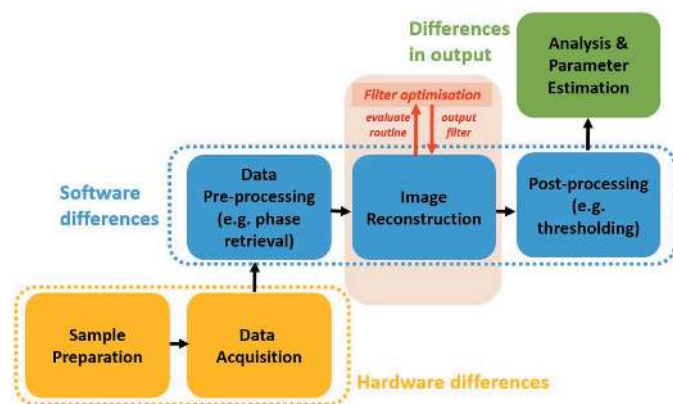 Differences
in output
Analysis &
Parameter
Estimation
Filter optimisation
evaluate
routine
output
filter
Software
differences
Data
Pre-processing
(e.g. phase
retrieval)
Image
Reconstruction
Post-processing
(e.g.
thresholding)
Sample
Preparation
Data
Acquisition
Hardware differences